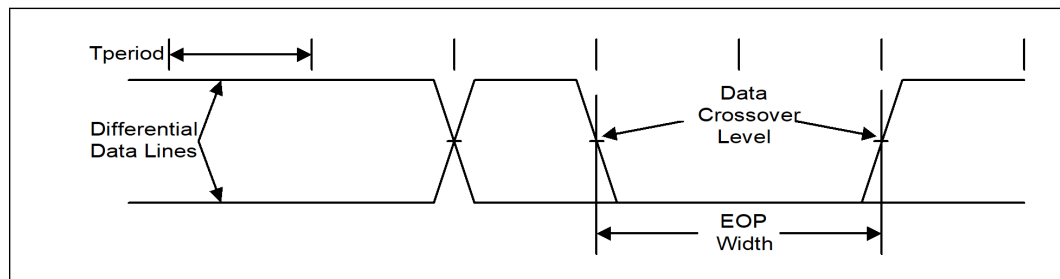 Tperiod
Differential
Data Lines
Data
Crossover
Level
EOP
Width